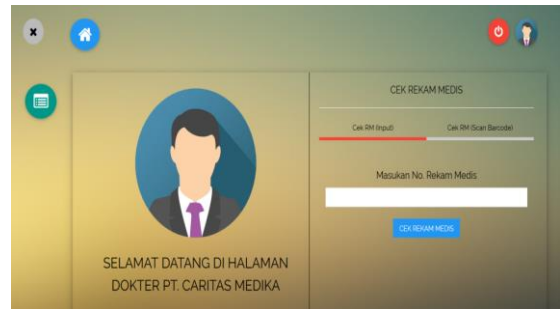 x
CEK REKAM MEDIS
Cek RM (Input)
Cek RM (Scan Barcode)
Masukan No. Rekam Medis
CEK REKAM MEDIS
SELAMAT DATANG DI HALAMAN
DOKTER PT. CARITAS MEDIKA